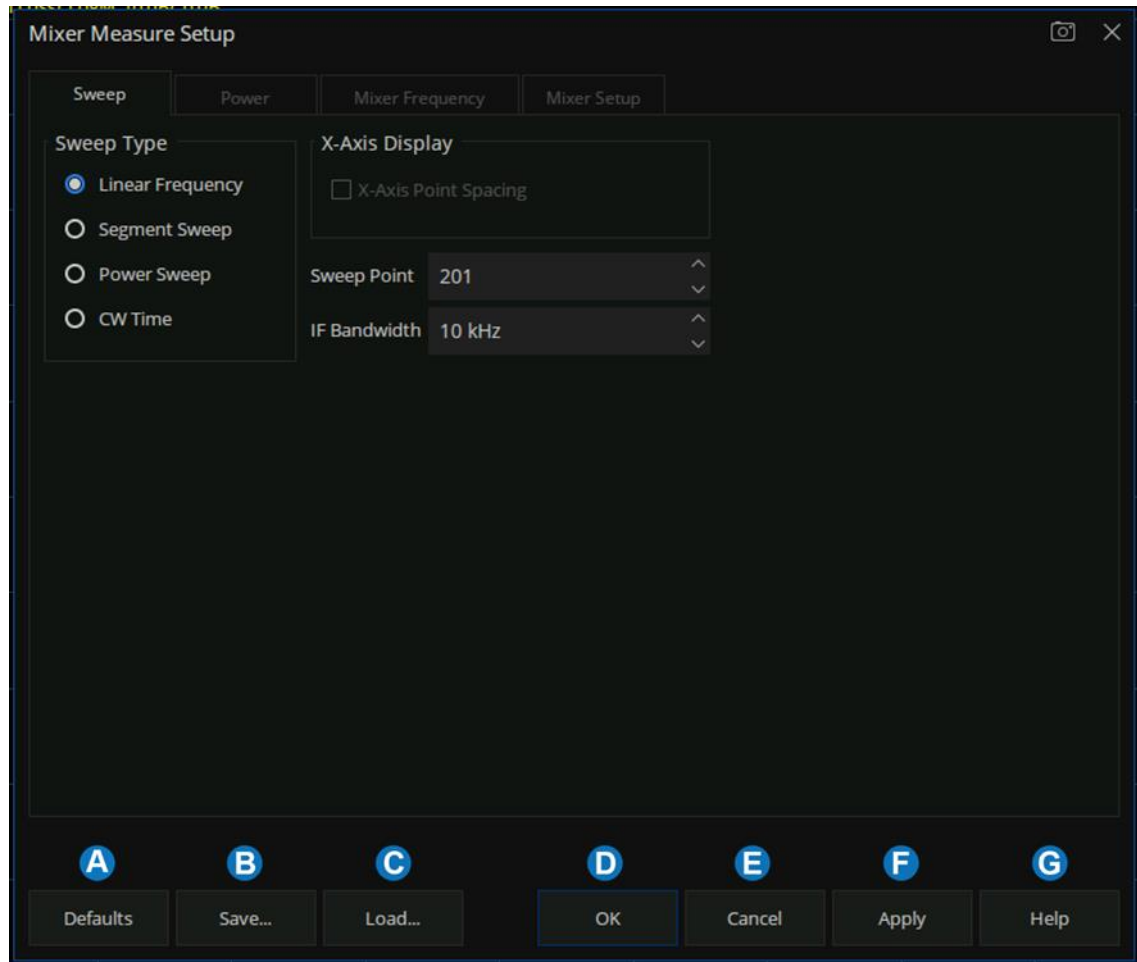 Mixer Measure Setup
Sweep Power Mixer Frequency Mixer Setup
Sweep Type
Linear Frequency
Segment Sweep
Power Sweep
CW Time
X-Axis Display
X-Axis Point Spacing
Sweep Point 201
IF Bandwidth 10 kHz
A B C D E F G
Defaults Save... Load... OK Cancel Apply Help